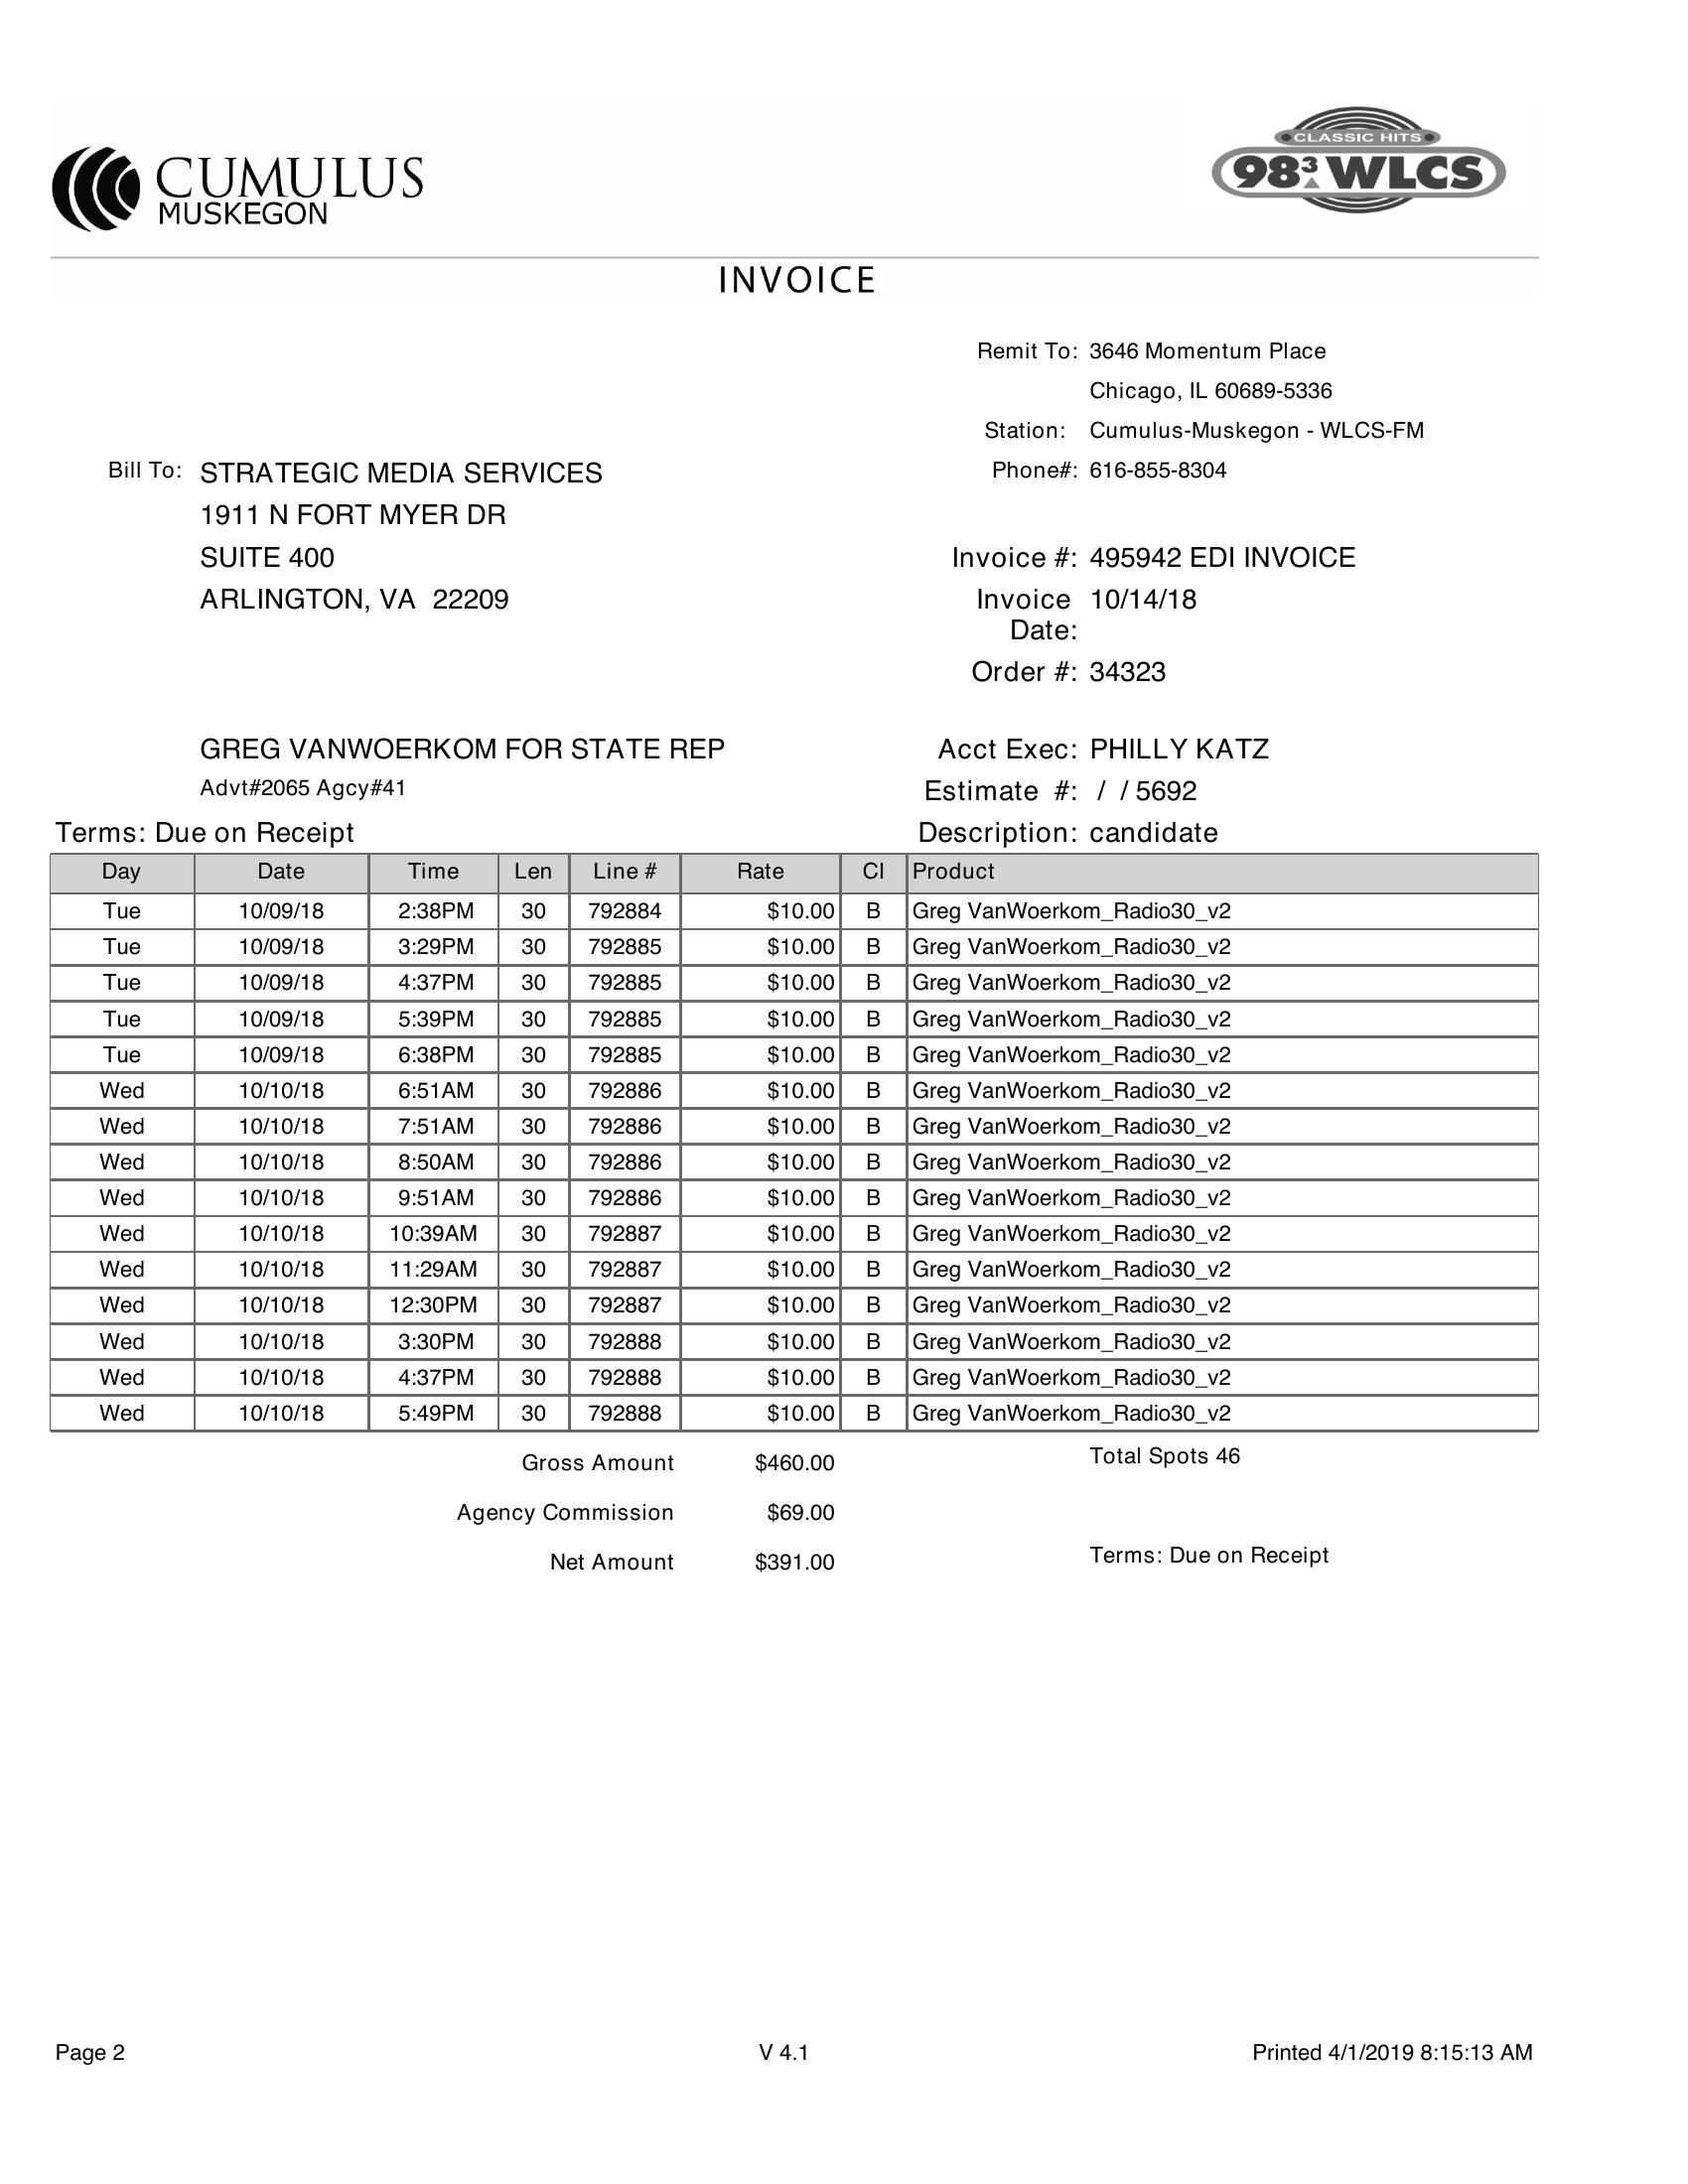 CUMULUS
MUSKEGON
CLASSIC HITS
98.3 WLCS
INVOICE
Remit To: 3646 Momentum Place
Chicago, IL 60689-5336
Station: Cumulus-Muskegon - WLCS-FM
Phone#: 616-855-8304
Bill To: STRATEGIC MEDIA SERVICES
1911 N FORT MYER DR
SUITE 400
ARLINGTON, VA 22209
Invoice #: 495942 EDI INVOICE
Invoice Date: 10/14/18
Order #: 34323
GREG VANWOERKOM FOR STATE REP
Advt#2065 Agcy#41
Acct Exec: PHILLY KATZ
Estimate #: / / 5692
Terms: Due on Receipt
Description: candidate
Day Date Time Len Line # Rate Cl Product
Tue 10/09/18 2:38PM 30 792884 $10.00 B Greg VanWoerkom_Radio30_v2
Tue 10/09/18 3:29PM 30 792885 $10.00 B Greg VanWoerkom_Radio30_v2
Tue 10/09/18 4:37PM 30 792885 $10.00 B Greg VanWoerkom_Radio30_v2
Tue 10/09/18 5:39PM 30 792885 $10.00 B Greg VanWoerkom_Radio30_v2
Tue 10/09/18 6:38PM 30 792885 $10.00 B Greg VanWoerkom_Radio30_v2
Wed 10/10/18 6:51AM 30 792886 $10.00 B Greg VanWoerkom_Radio30_v2
Wed 10/10/18 7:51AM 30 792886 $10.00 B Greg VanWoerkom_Radio30_v2
Wed 10/10/18 8:50AM 30 792886 $10.00 B Greg VanWoerkom_Radio30_v2
Wed 10/10/18 9:51AM 30 792886 $10.00 B Greg VanWoerkom_Radio30_v2
Wed 10/10/18 10:39AM 30 792887 $10.00 B Greg VanWoerkom_Radio30_v2
Wed 10/10/18 11:29AM 30 792887 $10.00 B Greg VanWoerkom_Radio30_v2
Wed 10/10/18 12:30PM 30 792887 $10.00 B Greg VanWoerkom_Radio30_v2
Wed 10/10/18 3:30PM 30 792888 $10.00 B Greg VanWoerkom_Radio30_v2
Wed 10/10/18 4:37PM 30 792888 $10.00 B Greg VanWoerkom_Radio30_v2
Wed 10/10/18 5:49PM 30 792888 $10.00 B Greg VanWoerkom_Radio30_v2
Gross Amount $460.00 Total Spots 46
Agency Commission $69.00
Net Amount $391.00 Terms: Due on Receipt
Page 2 V 4.1 Printed 4/1/2019 8:15:13 AM